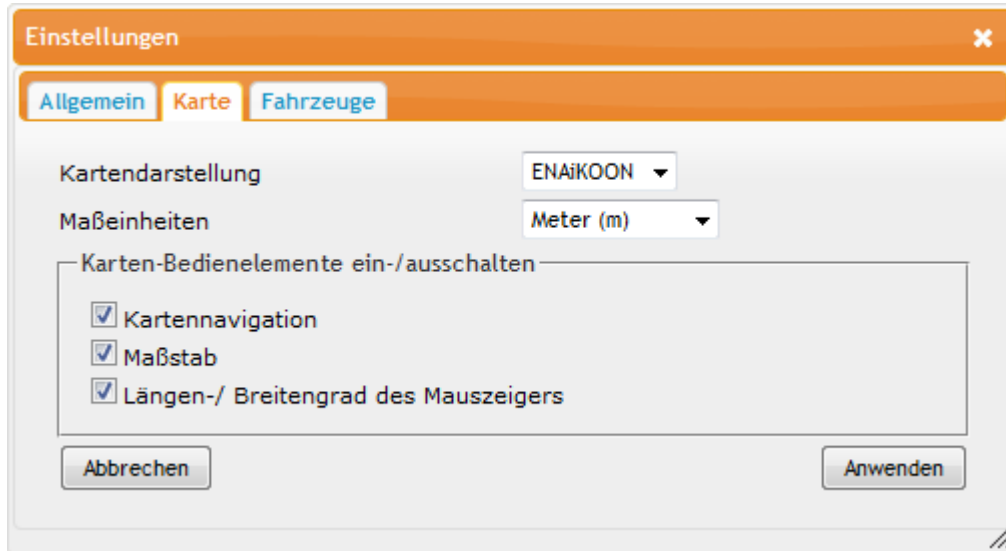 Einstellungen
Allgemein Karte Fahrzeuge
Kartendarstellung ENAiKOON
Maßeinheiten Meter (m)
Karten-Bedienelemente ein-/ausschalten
Kartennavigation
Maßstab
Längen-/ Breitengrad des Mauszeigers
Abbrechen Anwenden